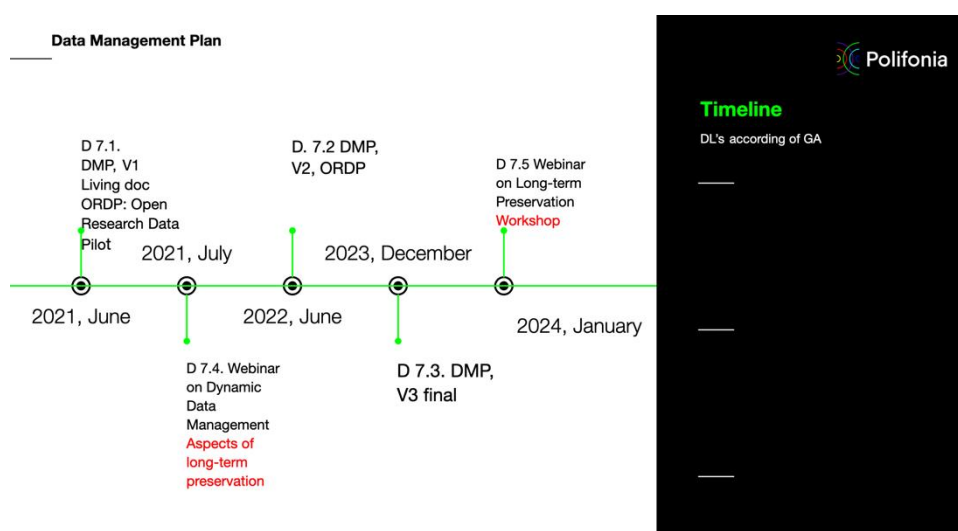 Data Management Plan
Polifonia
Timeline
DL's according of GA
D 7.1.
DMP, V1
Living doc
ORDP: Open
Research Data
Pilot
D. 7.2 DMP,
V2, ORDP
D 7.5 Webinar
on Long-term
Preservation
Workshop
2021, July
2023, December
2021, June
2022, June
2024, January
D 7.4. Webinar
on Dynamic
Data
Management
Aspects of
long-term
preservation
D 7.3. DMP,
V3 final